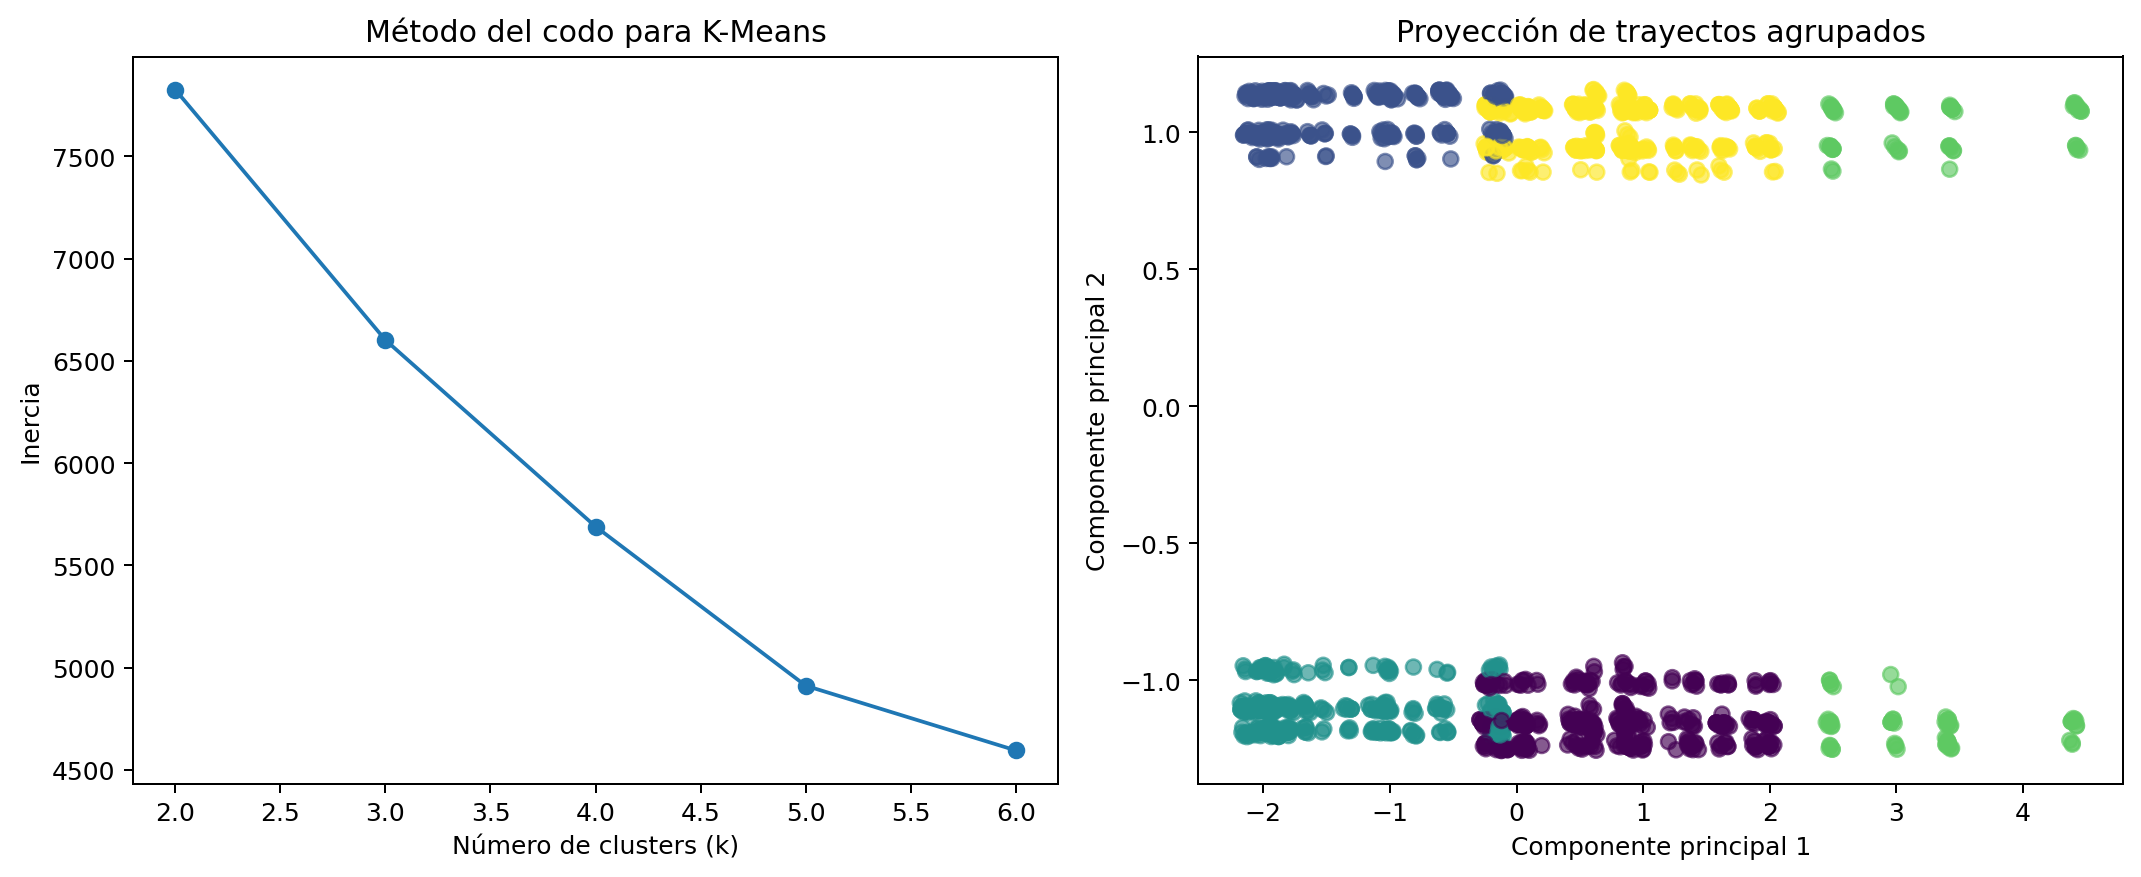 Método del codo para K-Means
Inercia
7500
7000
6500
6000
5500
5000
4500
2.0 2.5 3.0 3.5 4.0 4.5 5.0 5.5 6.0
Número de clusters (k)
Proyección de trayectos agrupados
Componente principal 2
1.0
0.5
0.0
−0.5
−1.0
−2 −1 0 1 2 3 4
Componente principal 1